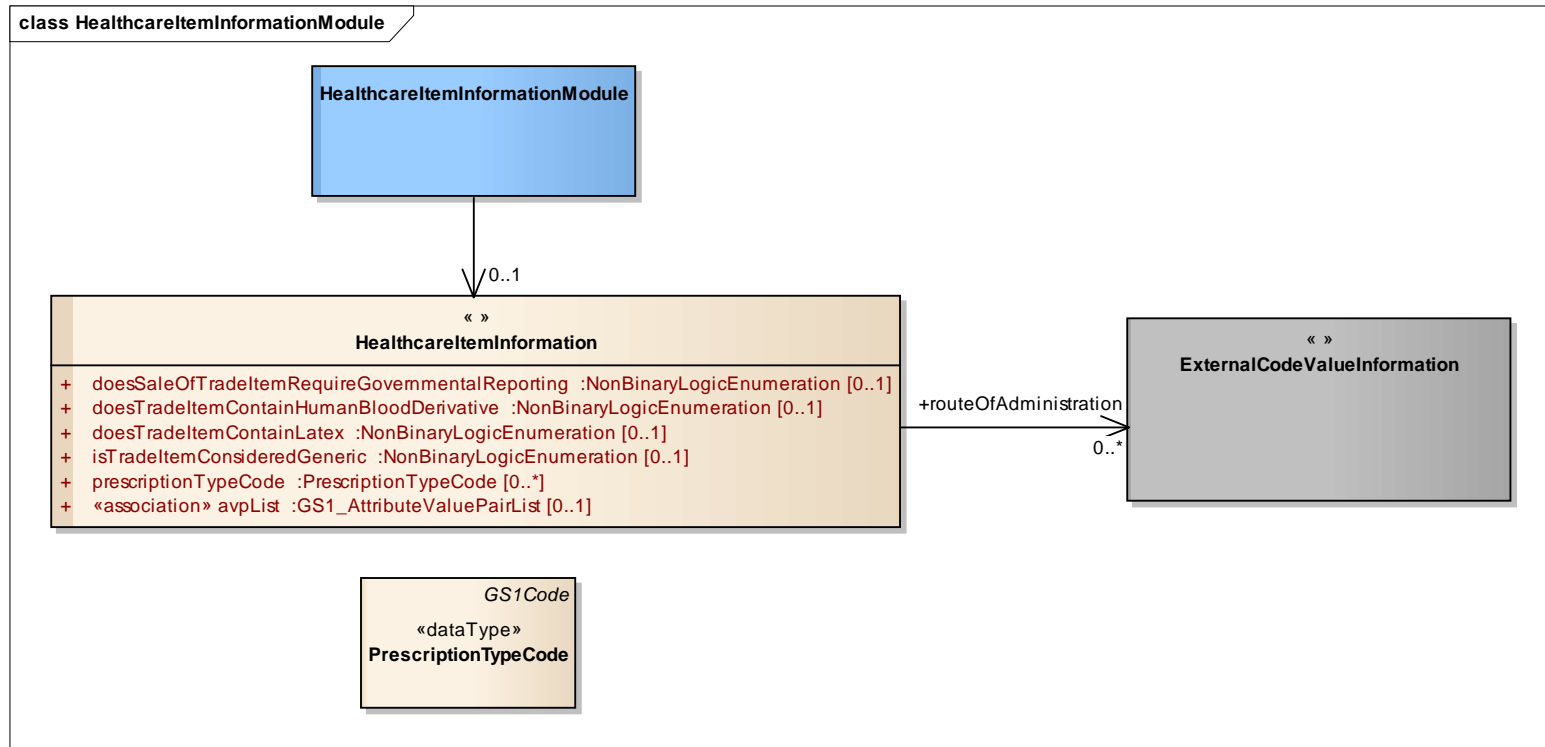 class HealthcareItemInformationModule
HealthcareItemInformationModule
0..1
« »
HealthcareItemInformation
+ doesSaleOfTradeItemRequireGovernmentalReporting :NonBinaryLogicEnumeration [0..1]
+ doesTradeItemContainHumanBloodDerivative :NonBinaryLogicEnumeration [0..1]
+ doesTradeItemContainLatex :NonBinaryLogicEnumeration [0..1]
+ isTradeItemConsideredGeneric :NonBinaryLogicEnumeration [0..1]
+ prescriptionTypeCode :PrescriptionTypeCode [0..*]
+ «association» avpList :GS1_AttributeValuePairList [0..1]
+routeOfAdministration
0..*
« »
ExternalCodeValueInformation
GS1Code
«dataType»
PrescriptionTypeCode